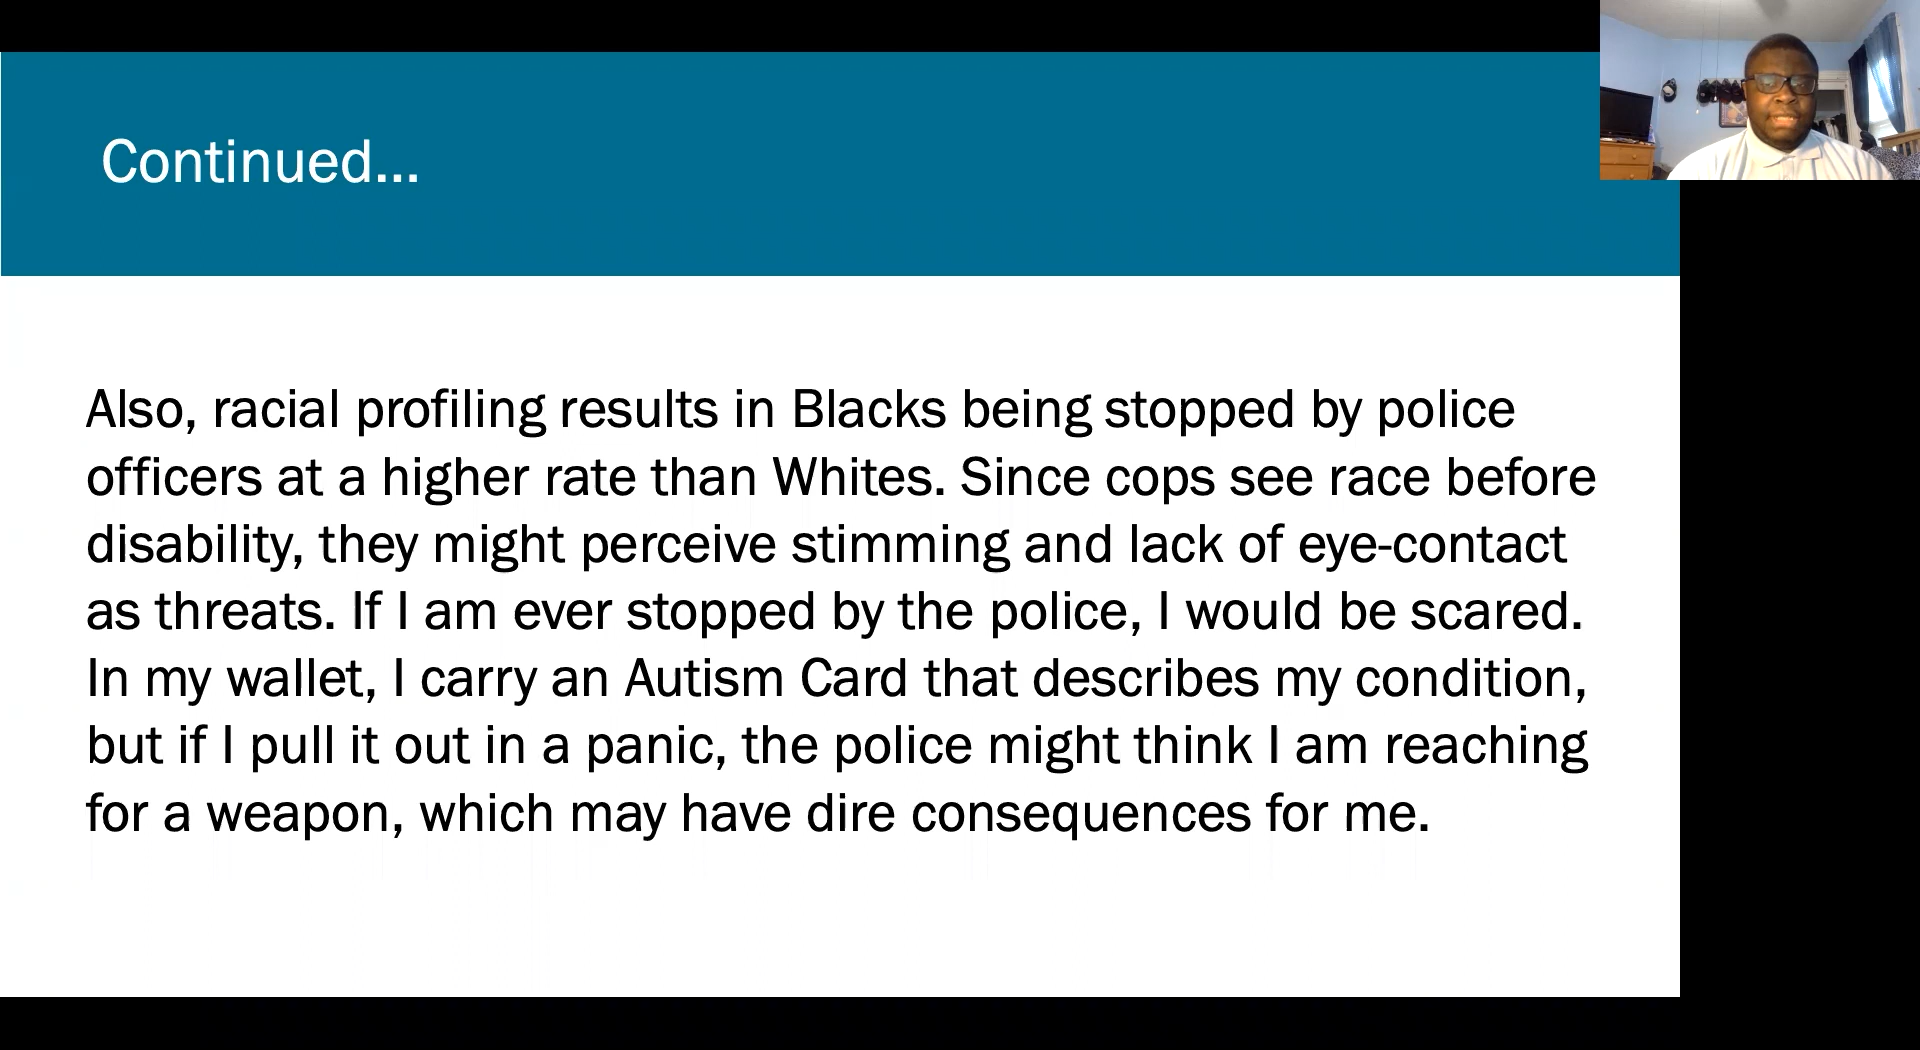 Continued...
Also, racial profiling results in Blacks being stopped by police
officers at a higher rate than Whites. Since cops see race before
disability, they might perceive stimming and lack of eye-contact
as threats. If I am ever stopped by the police, I would be scared.
In my wallet, I carry an Autism Card that describes my condition,
but if I pull it out in a panic, the police might think I am reaching
for a weapon, which may have dire consequences for me.